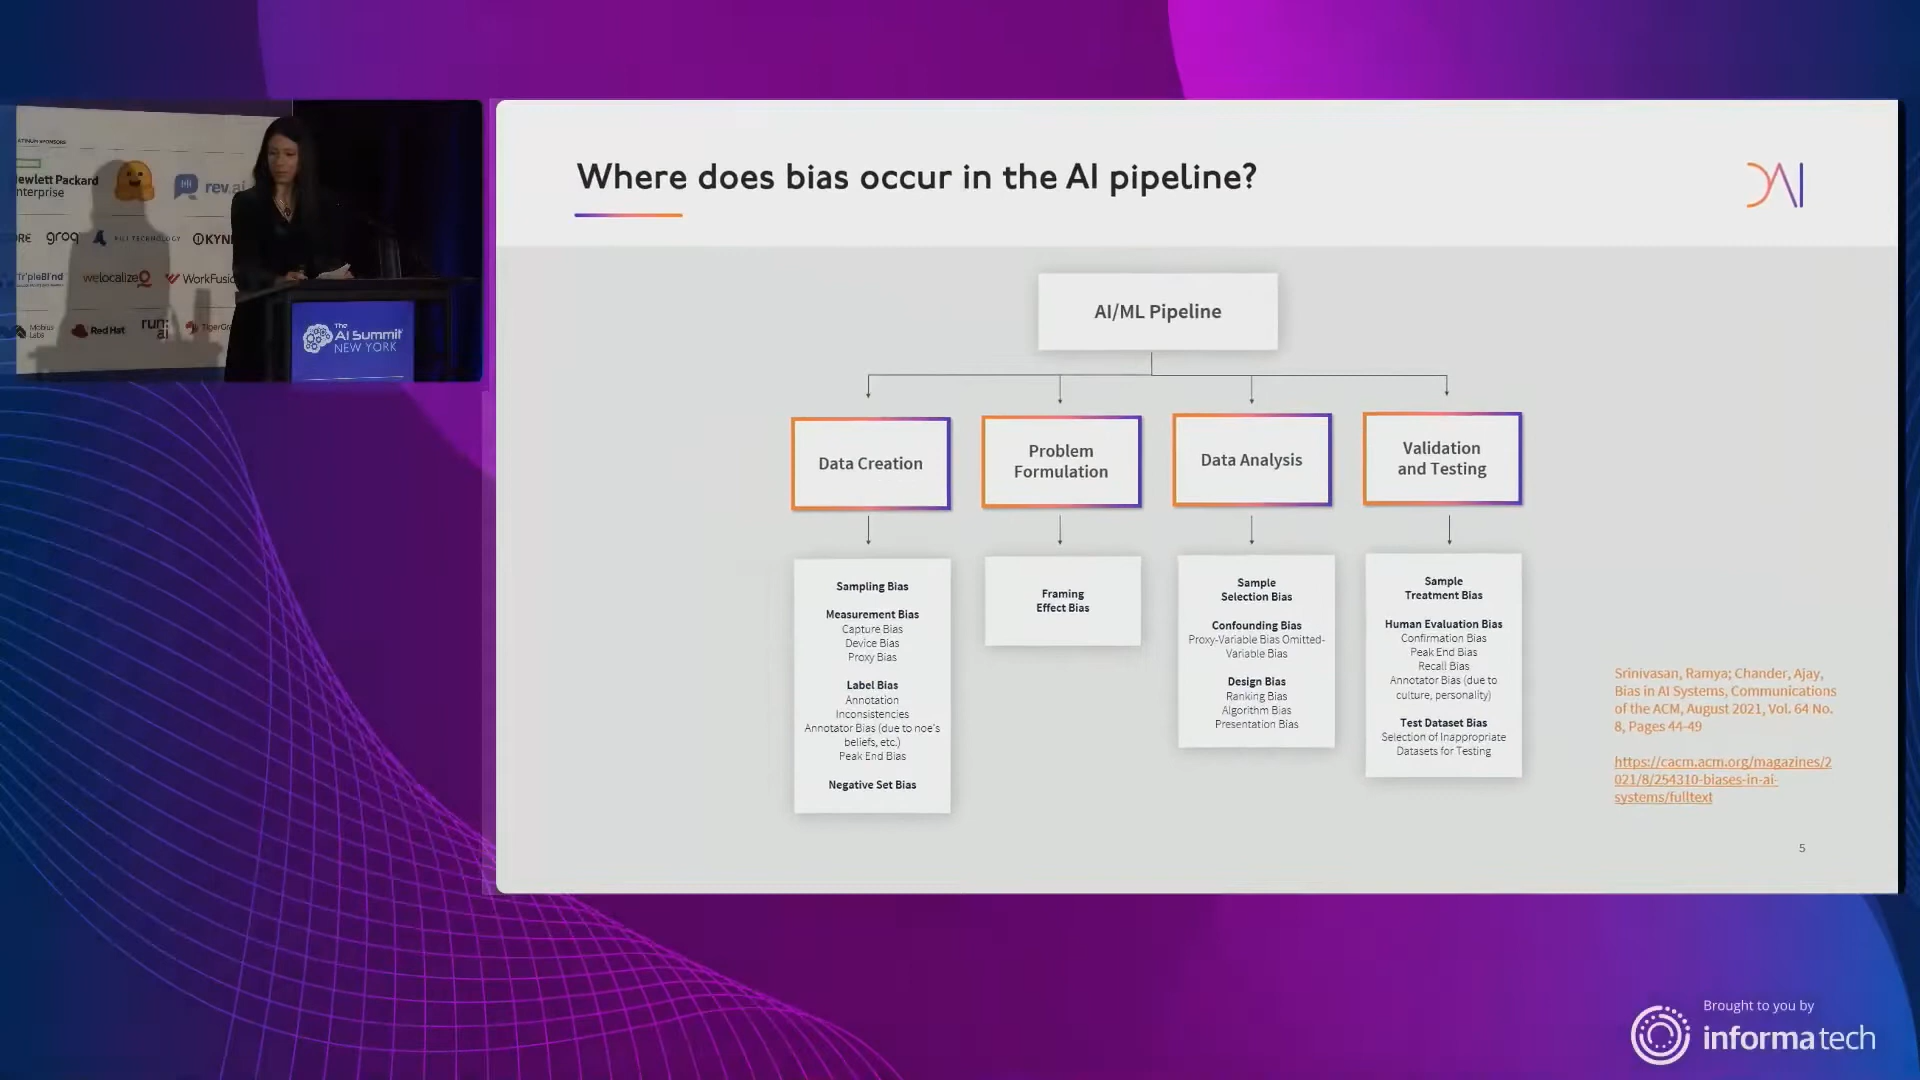 PLATINUM SPONSORS
Hewlett Packard
Enterprise
rev.ai
groq
HILI TECHNOLOGY
welocalize
WorkFusio
Mobius
Labs
Red Hat
run:
ai
TigerGra
The
AI Summit
NEW YORK
Where does bias occur in the AI pipeline?
DAI
AI/ML Pipeline
Data Creation
Problem
Formulation
Data Analysis
Validation
and Testing
Sampling Bias
Measurement Bias
Capture Bias
Device Bias
Proxy Bias
Label Bias
Annotation
Inconsistencies
Annotator Bias (due to noe's
beliefs, etc.)
Peak End Bias
Negative Set Bias
Framing
Effect Bias
Sample
Selection Bias
Confounding Bias
Proxy-Variable Bias Omitted-
Variable Bias
Design Bias
Ranking Bias
Algorithm Bias
Presentation Bias
Sample
Treatment Bias
Human Evaluation Bias
Confirmation Bias
Peak End Bias
Recall Bias
Annotator Bias (due to
culture, personality)
Test Dataset Bias
Selection of Inappropriate
Datasets for Testing
Srinivasan, Ramya; Chander, Ajay,
Bias in AI Systems, Communications
of the ACM, August 2021, Vol. 64 No.
8, Pages 44-49
https://cacm.acm.org/magazines/2
021/8/254310-biases-in-ai-
systems/fulltext
5
Brought to you by
informa tech